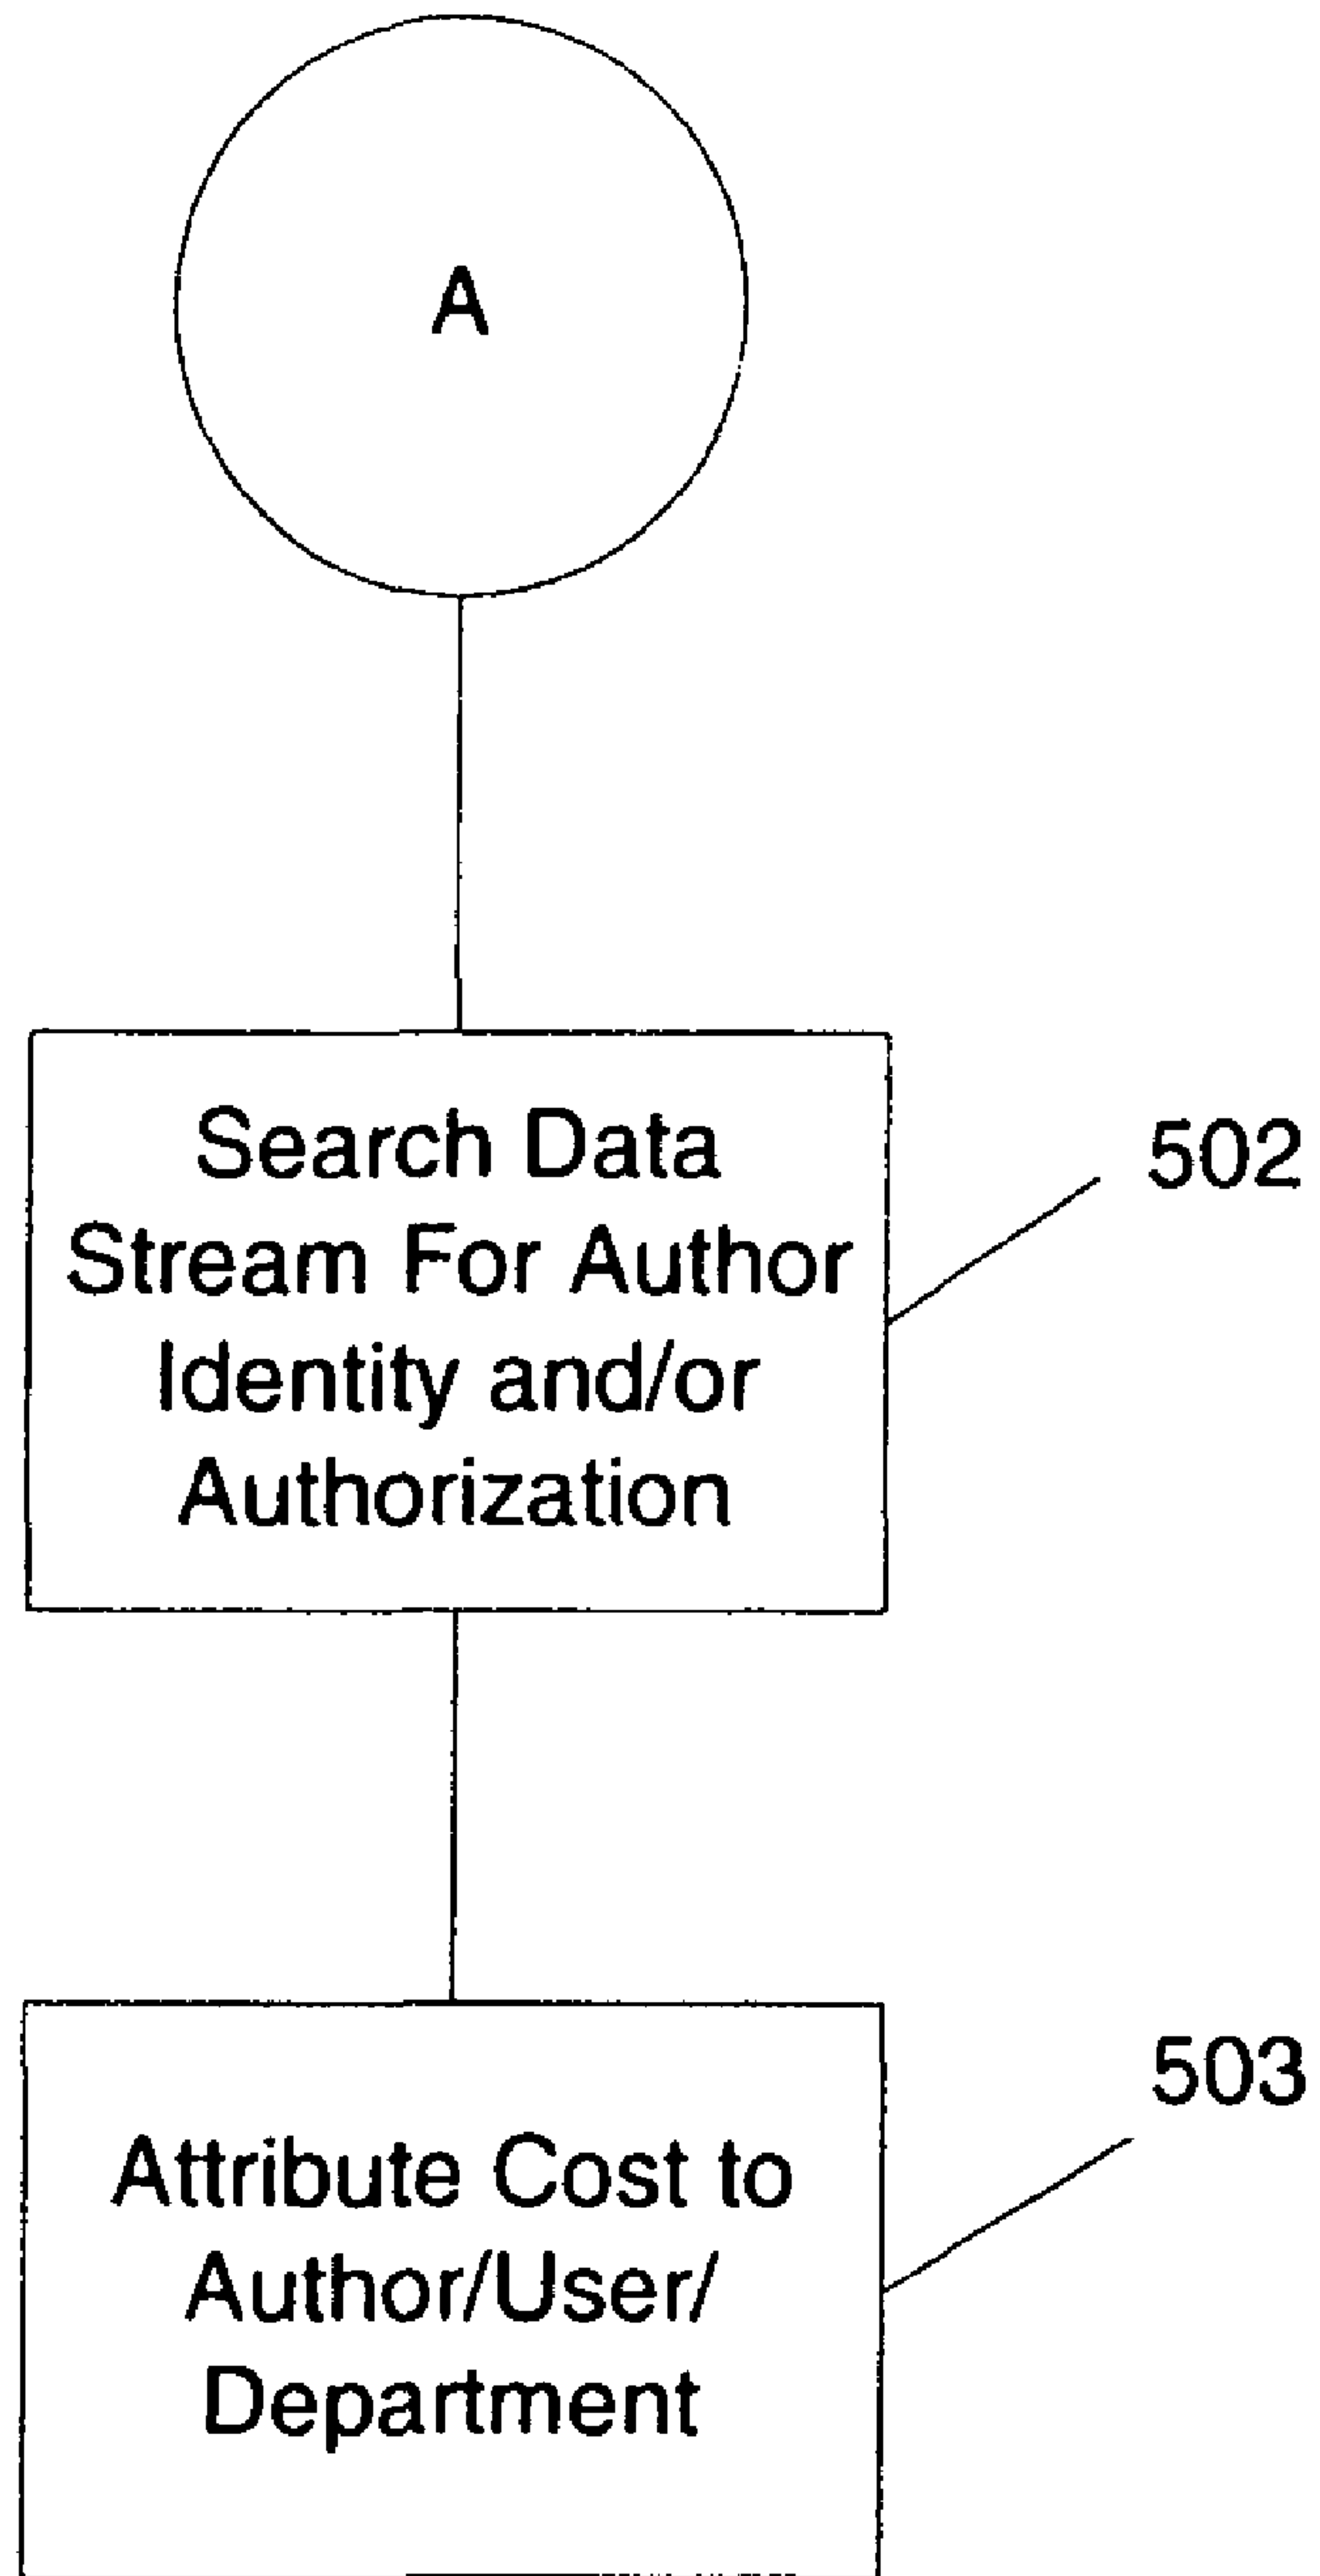 A
Search Data
Stream For Author
Identity and/or
Authorization
502
Attribute Cost to
Author/User/
Department
503